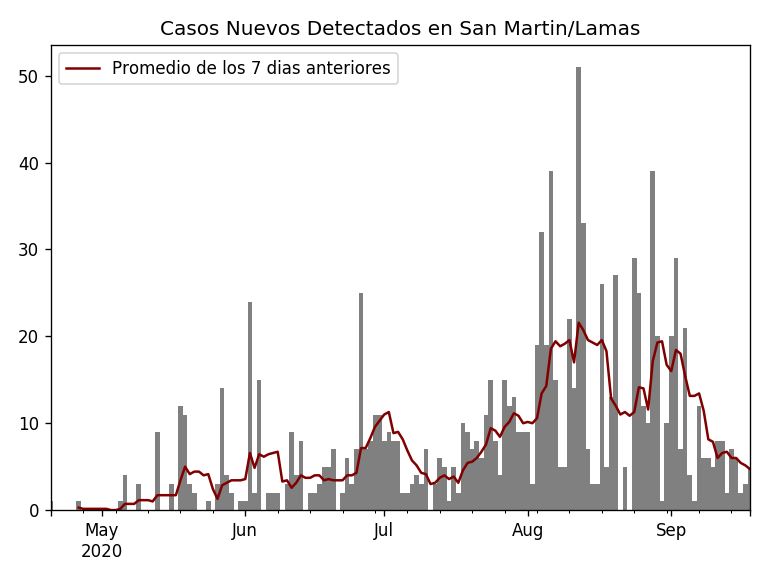 Casos Nuevos Detectados en San Martin/Lamas
Promedio de los 7 dias anteriores
50
40
30
20
10
0
May Jun Jul Aug Sep
2020